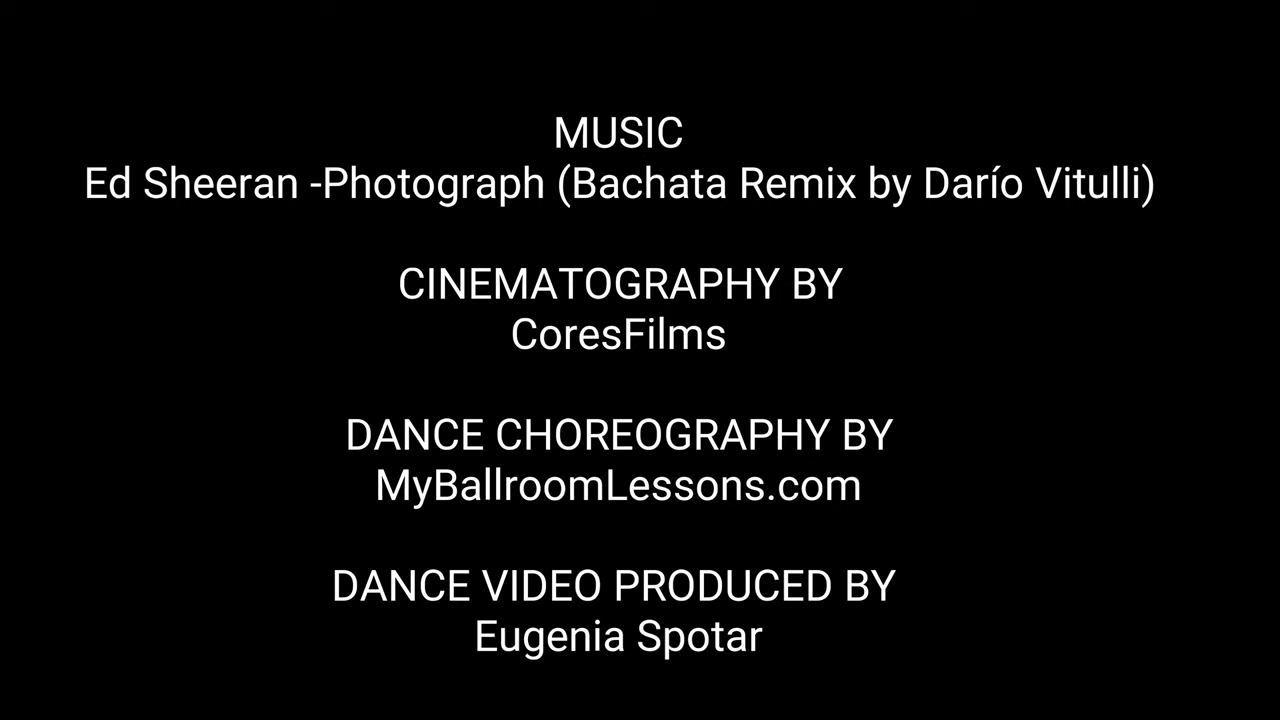 MUSIC
Ed Sheeran -Photograph (Bachata Remix by Darío Vitulli)
CINEMATOGRAPHY BY
CoresFilms
DANCE CHOREOGRAPHY BY
MyBallroomLessons.com
DANCE VIDEO PRODUCED BY
Eugenia Spotar